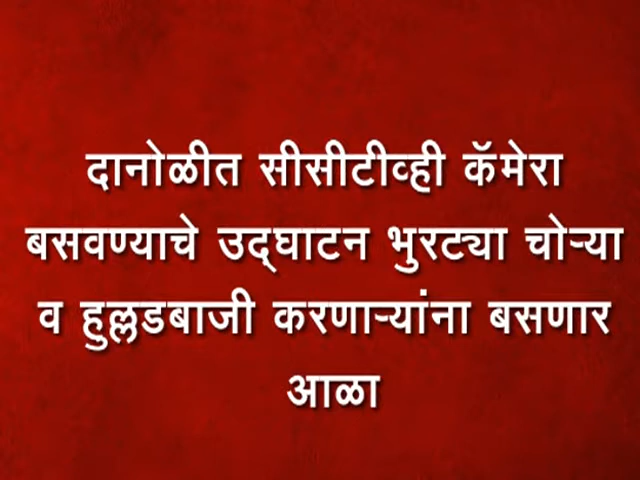 दानोळीत सीसीटीव्ही कॅमेरा
बसवण्याचे उद्‌घाटन भुरट्या चोऱ्या
व हुल्लडबाजी करणाऱ्यांना बसणार
आळा